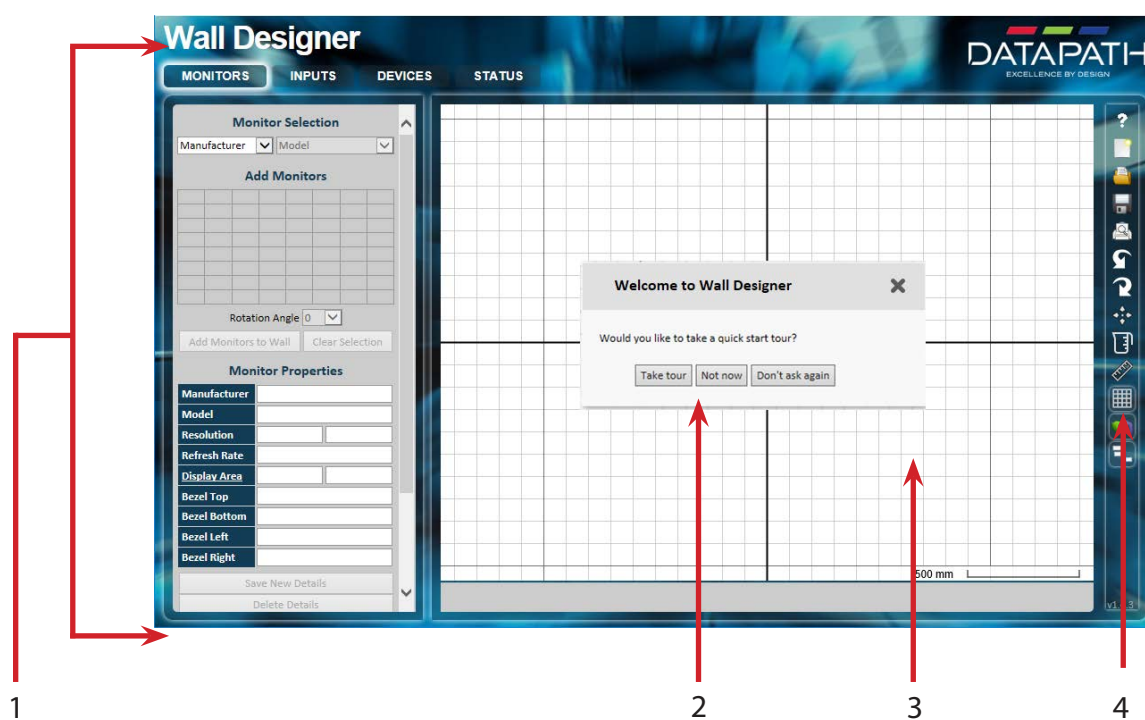 Wall Designer
DATAPATH
EXCELLENCE BY DESIGN
MONITORS INPUTS DEVICES STATUS
Monitor Selection
Manufacturer Model
Add Monitors
Rotation Angle 0
Add Monitors to Wall Clear Selection
Monitor Properties
Manufacturer
Model
Resolution
Refresh Rate
Display Area
Bezel Top
Bezel Bottom
Bezel Left
Bezel Right
Save New Details
Delete Details
Welcome to Wall Designer
Would you like to take a quick start tour?
Take tour Not now Don't ask again
500 mm
?
1
2
3
4